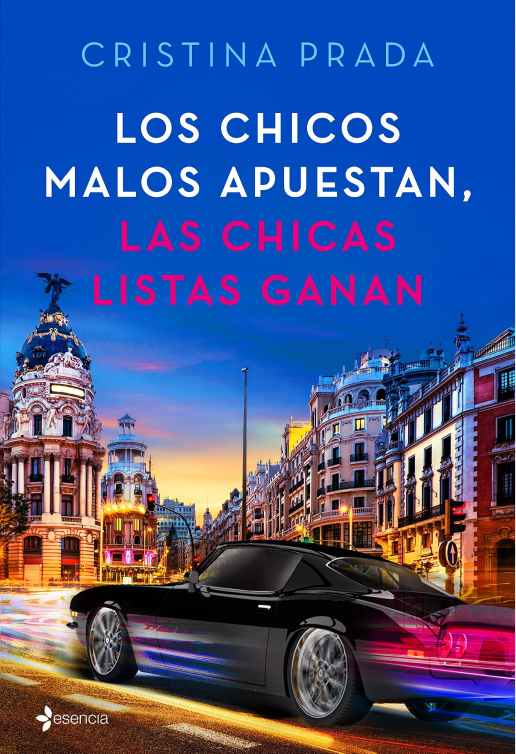 CRISTINA PRADA
LOS CHICOS
MALOS APUESTAN,
LAS CHICAS
LISTAS GANAN
esencia